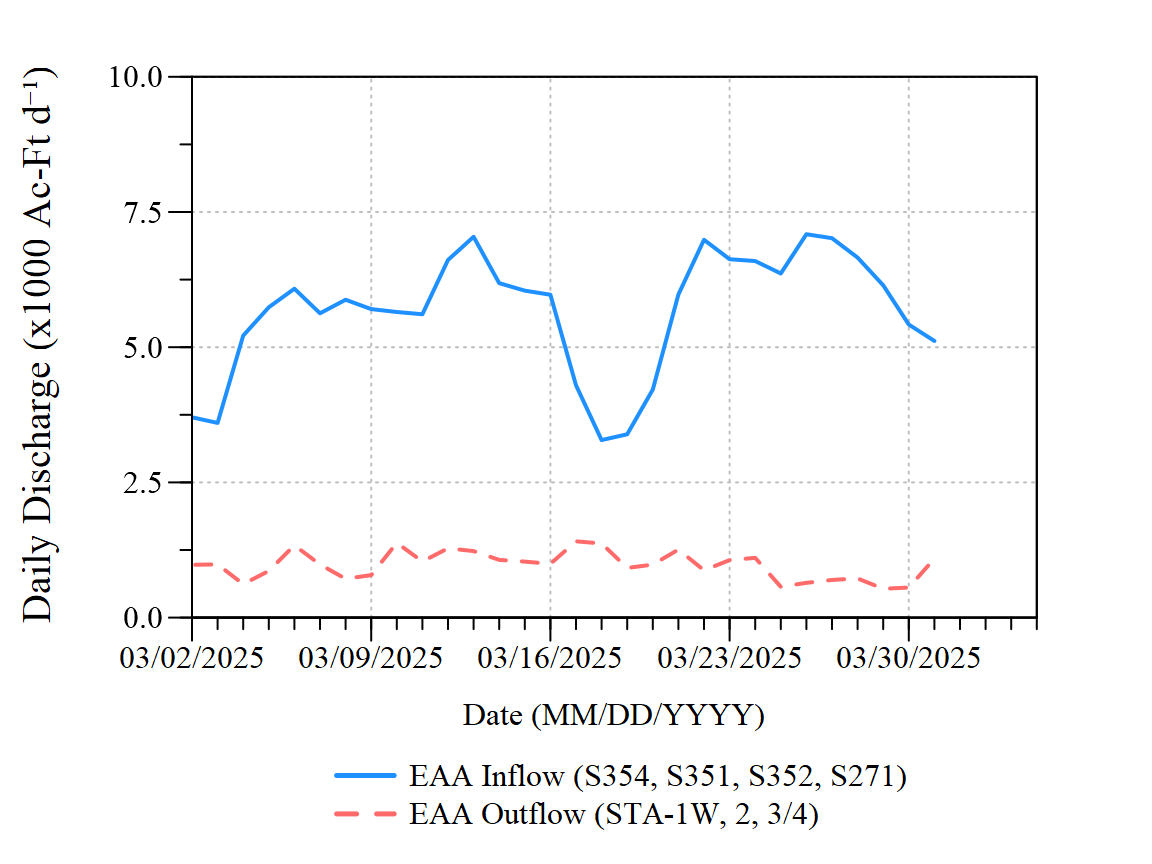 Daily Discharge (x1000 Ac-Ft d⁻¹)
10.0
7.5
5.0
2.5
0.0
03/02/2025 03/09/2025 03/16/2025 03/23/2025 03/30/2025
Date (MM/DD/YYYY)
EAA Inflow (S354, S351, S352, S271)
EAA Outflow (STA-1W, 2, 3/4)